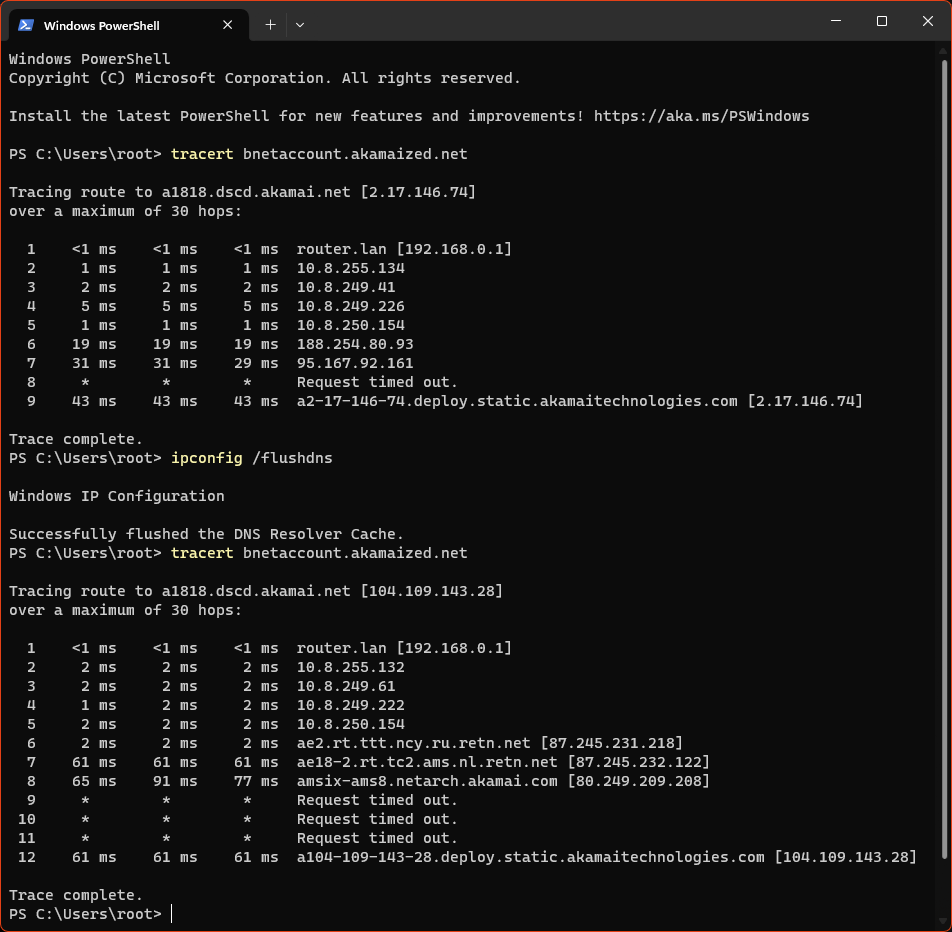 Windows PowerShell
Windows PowerShell
Copyright (C) Microsoft Corporation. All rights reserved.
Install the latest PowerShell for new features and improvements! https://aka.ms/PSWindows
PS C:\Users\root> tracert bnetaccount.akamaized.net
Tracing route to a1818.dscd.akamai.net [2.17.146.74]
over a maximum of 30 hops:
  1    <1 ms    <1 ms    <1 ms  router.lan [192.168.0.1]
  2     1 ms     1 ms     1 ms  10.8.255.134
  3     2 ms     2 ms     2 ms  10.8.249.41
  4     5 ms     5 ms     5 ms  10.8.249.226
  5     1 ms     1 ms     1 ms  10.8.250.154
  6    19 ms    19 ms    19 ms  188.254.80.93
  7    31 ms    31 ms    29 ms  95.167.92.161
  8     *        *        *     Request timed out.
  9    43 ms    43 ms    43 ms  a2-17-146-74.deploy.static.akamaitechnologies.com [2.17.146.74]
Trace complete.
PS C:\Users\root> ipconfig /flushdns
Windows IP Configuration
Successfully flushed the DNS Resolver Cache.
PS C:\Users\root> tracert bnetaccount.akamaized.net
Tracing route to a1818.dscd.akamai.net [104.109.143.28]
over a maximum of 30 hops:
  1    <1 ms    <1 ms    <1 ms  router.lan [192.168.0.1]
  2     2 ms     2 ms     2 ms  10.8.255.132
  3     2 ms     2 ms     2 ms  10.8.249.61
  4     1 ms     2 ms     2 ms  10.8.249.222
  5     2 ms     2 ms     2 ms  10.8.250.154
  6     2 ms     2 ms     2 ms  ae2.rt.ttt.ncy.ru.retn.net [87.245.231.218]
  7    61 ms    61 ms    61 ms  ae18-2.rt.tc2.ams.nl.retn.net [87.245.232.122]
  8    65 ms    91 ms    77 ms  amsix-ams8.netarch.akamai.com [80.249.209.208]
  9     *        *        *     Request timed out.
 10     *        *        *     Request timed out.
 11     *        *        *     Request timed out.
 12    61 ms    61 ms    61 ms  a104-109-143-28.deploy.static.akamaitechnologies.com [104.109.143.28]
Trace complete.
PS C:\Users\root>